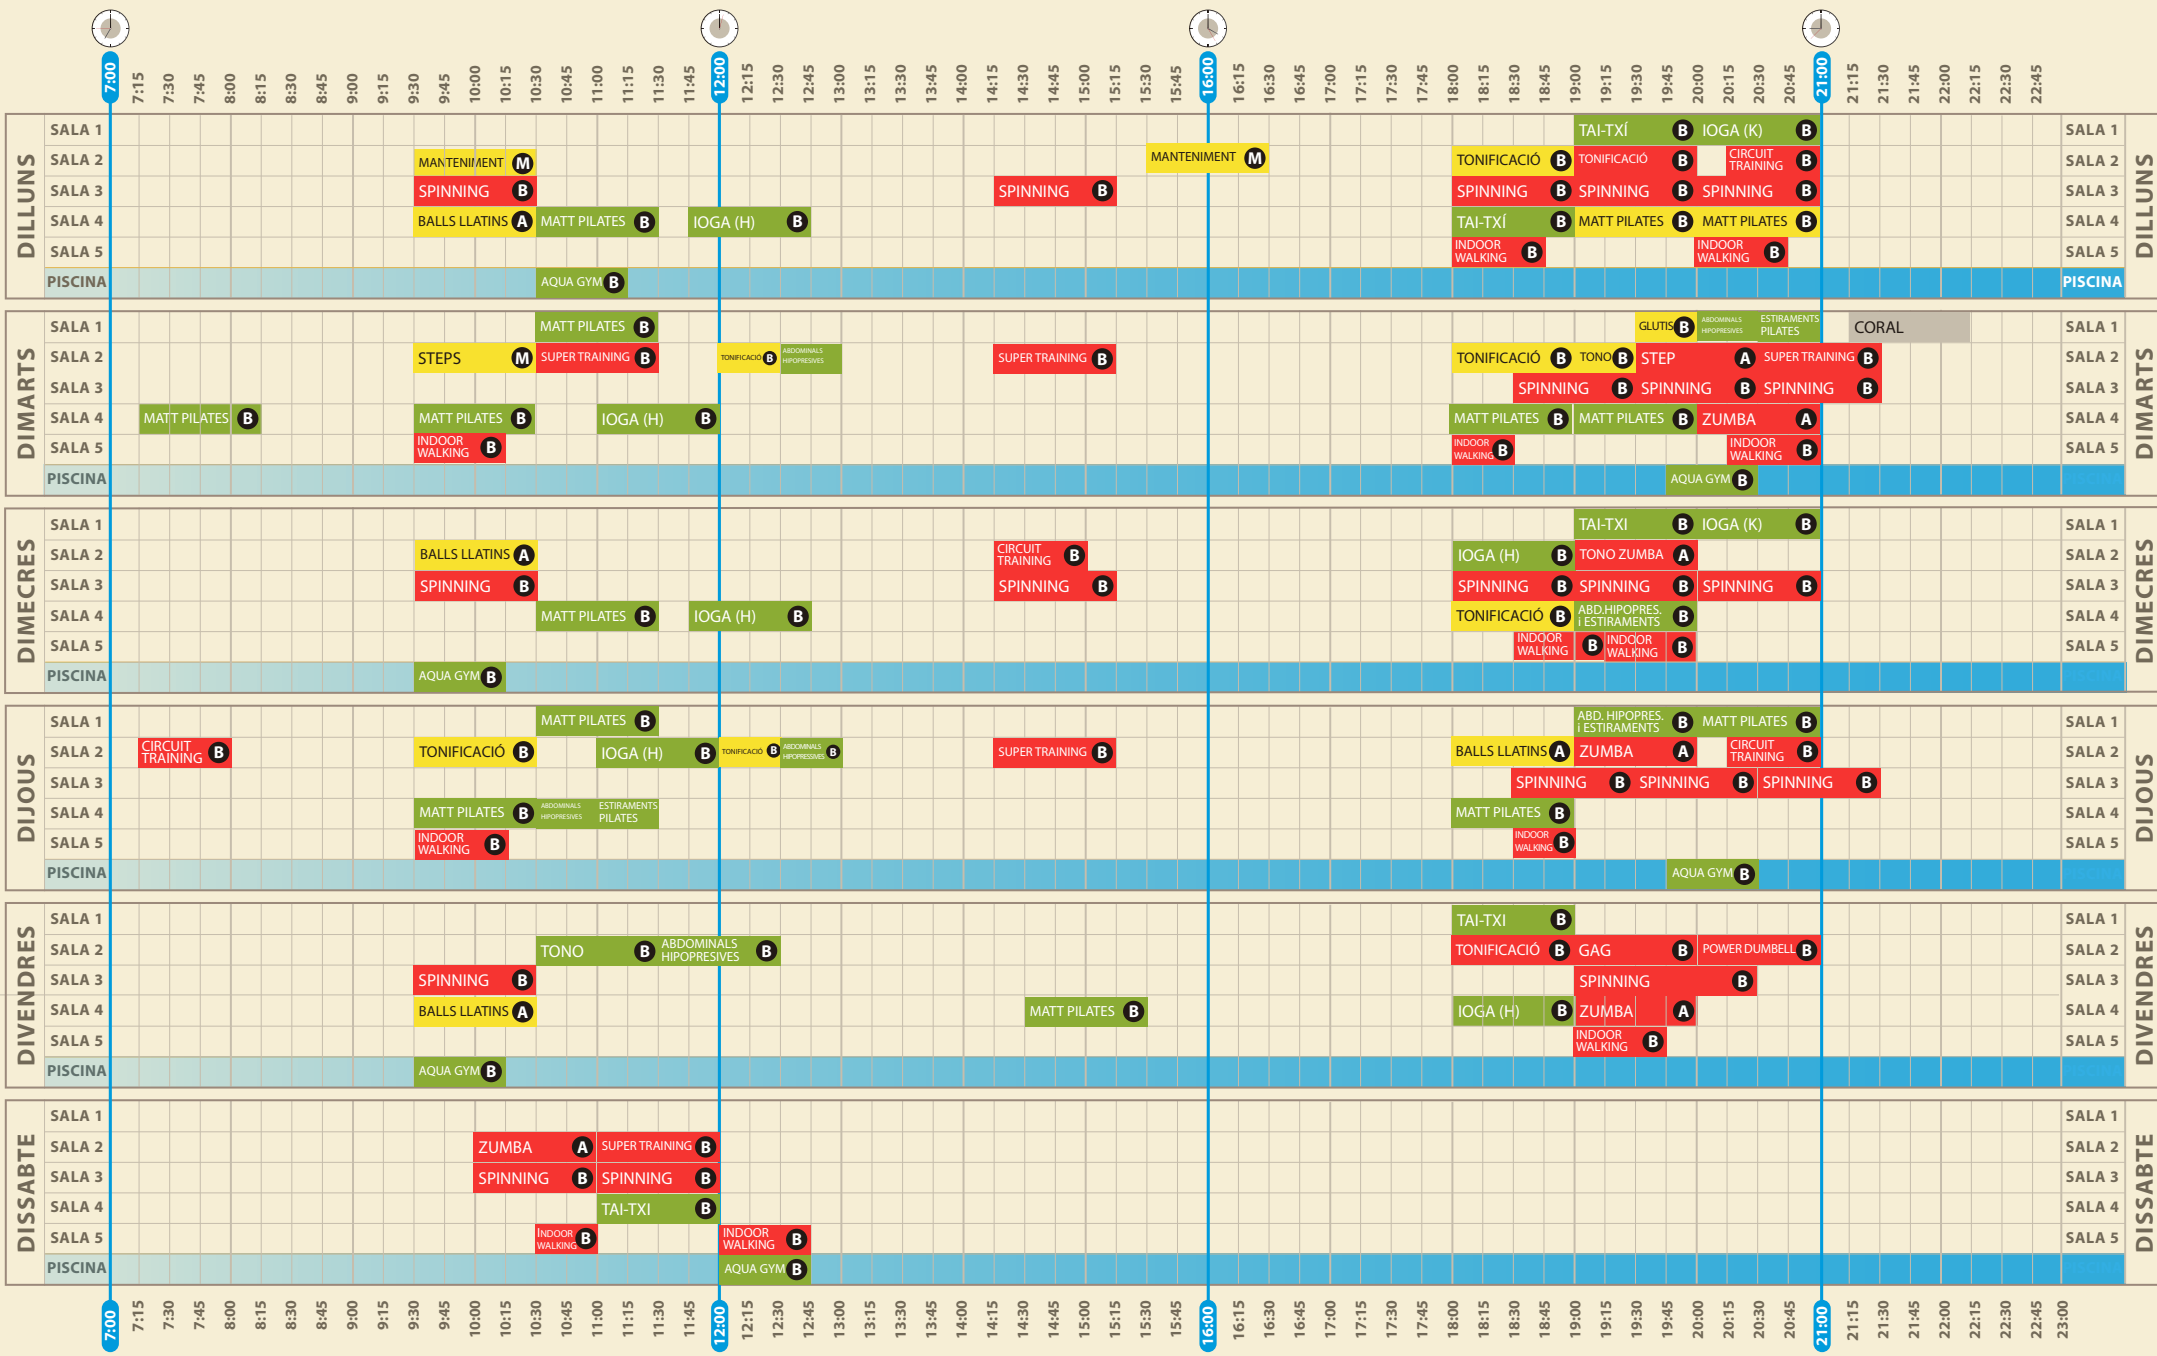 7:00 7:15 7:30 7:45 8:00 8:15 8:30 8:45 9:00 9:15 9:30 9:45 10:00 10:15 10:30 10:45 11:00 11:15 11:30 11:45 12:00 12:15 12:30 12:45 13:00 13:15 13:30 13:45 14:00 14:15 14:30 14:45 15:00 15:15 15:30 15:45 16:00 16:15 16:30 16:45 17:00 17:15 17:30 17:45 18:00 18:15 18:30 18:45 19:00 19:15 19:30 19:45 20:00 20:15 20:30 20:45 21:00 21:15 21:30 21:45 22:00 22:15 22:30 22:45
DILLUNS
SALA 1 TAI-TXÍ B IOGA (K) B SALA 1
SALA 2 MANTENIMENT M MANTENIMENT M TONIFICACIÓ B TONIFICACIÓ B CIRCUIT TRAINING B SALA 2
SALA 3 SPINNING B SPINNING B SPINNING B SPINNING B SPINNING B SALA 3
SALA 4 BALLS LLATINS A MATT PILATES B IOGA (H) B TAI-TXÍ B MATT PILATES B MATT PILATES B SALA 4
SALA 5 INDOOR WALKING B INDOOR WALKING B SALA 5
PISCINA AQUA GYM B PISCINA
DILLUNS
DIMARTS
SALA 1 MATT PILATES B GLUTIS B ABDOMINALS HIPOPRESIVES ESTIRAMENTS PILATES CORAL SALA 1
SALA 2 STEPS M SUPER TRAINING B TONIFICACIÓ B ABDOMINALS HIPOPRESIVES SUPER TRAINING B TONIFICACIÓ B TONO B STEP A SUPER TRAINING B SALA 2
SALA 3 SPINNING B SPINNING B SPINNING B SALA 3
SALA 4 MATT PILATES B MATT PILATES B IOGA (H) B MATT PILATES B MATT PILATES B ZUMBA A SALA 4
SALA 5 INDOOR WALKING B INDOOR WALKING B INDOOR WALKING B SALA 5
PISCINA AQUA GYM B
DIMARTS
DIMECRES
SALA 1 TAI-TXI B IOGA (K) B SALA 1
SALA 2 BALLS LLATINS A CIRCUIT TRAINING B IOGA (H) B TONO ZUMBA A SALA 2
SALA 3 SPINNING B SPINNING B SPINNING B SPINNING B SPINNING B SALA 3
SALA 4 MATT PILATES B IOGA (H) B TONIFICACIÓ B ABD.HIPOPRES. i ESTIRAMENTS B SALA 4
SALA 5 INDOOR WALKING B INDOOR WALKING B SALA 5
PISCINA AQUA GYM B
DIMECRES
DIJOUS
SALA 1 MATT PILATES B ABD. HIPOPRES. i ESTIRAMENTS B MATT PILATES B SALA 1
SALA 2 CIRCUIT TRAINING B TONIFICACIÓ B IOGA (H) B TONIFICACIÓ B ABDOMINALS HIPOPRESSIVES B SUPER TRAINING B BALLS LLATINS A ZUMBA A CIRCUIT TRAINING B SALA 2
SALA 3 SPINNING B SPINNING B SPINNING B SALA 3
SALA 4 MATT PILATES B ABDOMINALS HIPOPRESIVES ESTIRAMENTS PILATES MATT PILATES B SALA 4
SALA 5 INDOOR WALKING B INDOOR WALKING B SALA 5
PISCINA AQUA GYM B
DIJOUS
DIVENDRES
SALA 1 TAI-TXI B SALA 1
SALA 2 TONO B ABDOMINALS HIPOPRESIVES B TONIFICACIÓ B GAG B POWER DUMBELL B SALA 2
SALA 3 SPINNING B SPINNING B SALA 3
SALA 4 BALLS LLATINS A MATT PILATES B IOGA (H) B ZUMBA A SALA 4
SALA 5 INDOOR WALKING B SALA 5
PISCINA AQUA GYM B
DIVENDRES
DISSABTE
SALA 1 SALA 1
SALA 2 ZUMBA A SUPER TRAINING B SALA 2
SALA 3 SPINNING B SPINNING B SALA 3
SALA 4 TAI-TXI B SALA 4
SALA 5 INDOOR WALKING B INDOOR WALKING B SALA 5
PISCINA AQUA GYM B
DISSABTE
7:00 7:15 7:30 7:45 8:00 8:15 8:30 8:45 9:00 9:15 9:30 9:45 10:00 10:15 10:30 10:45 11:00 11:15 11:30 11:45 12:00 12:15 12:30 12:45 13:00 13:15 13:30 13:45 14:00 14:15 14:30 14:45 15:00 15:15 15:30 15:45 16:00 16:15 16:30 16:45 17:00 17:15 17:30 17:45 18:00 18:15 18:30 18:45 19:00 19:15 19:30 19:45 20:00 20:15 20:30 20:45 21:00 21:15 21:30 21:45 22:00 22:15 22:30 22:45 23:00